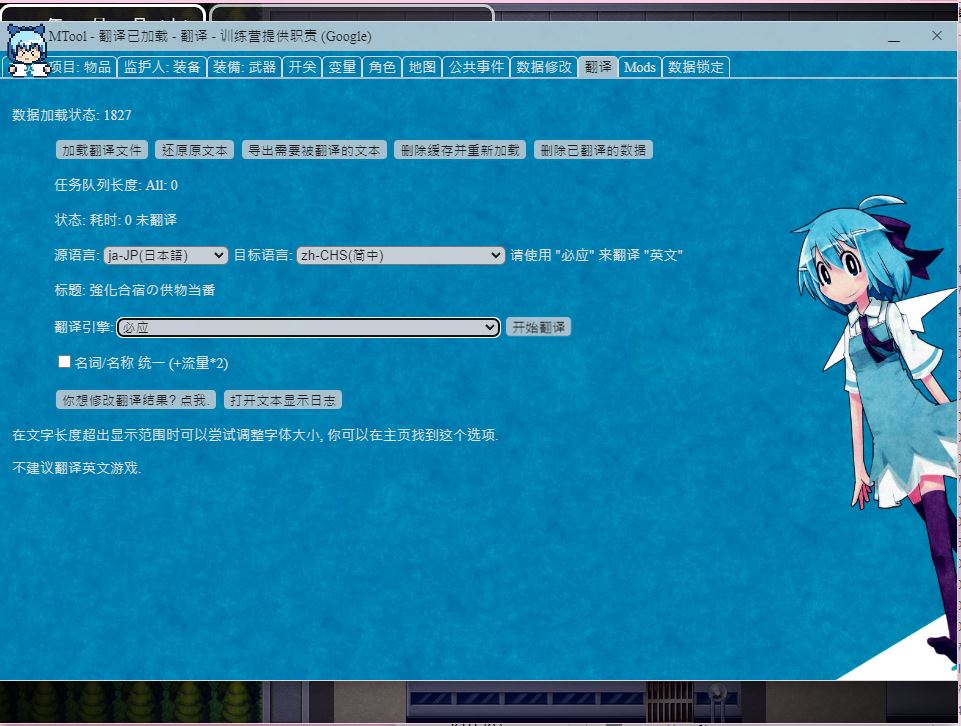 MTool - 翻译已加载 - 翻译 - 训练营提供职责 (Google)
项目: 物品 监护人: 装备 装備: 武器 开关 变量 角色 地图 公共事件 数据修改 翻译 Mods 数据锁定
数据加载状态: 1827
加载翻译文件 还原原文本 导出需要被翻译的文本 删除缓存并重新加载 删除已翻译的数据
任务队列长度: All: 0
状态: 耗时: 0 未翻译
源语言: ja-JP(日本語) 目标语言: zh-CHS(简中) 请使用 "必应" 来翻译 "英文"
标题: 強化合宿の供物当番
翻译引擎: 必应 开始翻译
名词/名称 统一 (+流量*2)
你想修改翻译结果? 点我. 打开文本显示日志
在文字长度超出显示范围时可以尝试调整字体大小, 你可以在主页找到这个选项.
不建议翻译英文游戏.